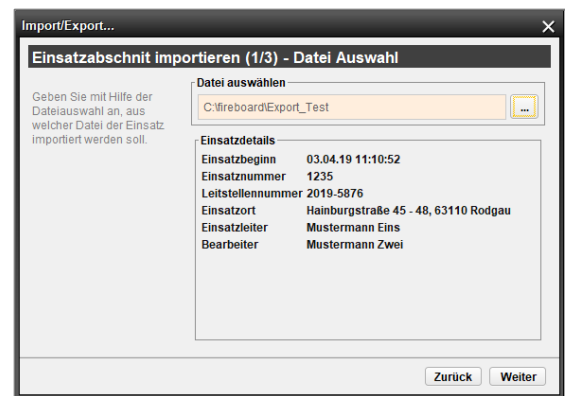 Import/Export...
Einsatzabschnit importieren (1/3) - Datei Auswahl
Geben Sie mit Hilfe der
Dateiauswahl an, aus
welcher Datei der Einsatz
importiert werden soll.
Datei auswählen
C:\fireboard\Export_Test
...
Einsatzdetails
Einsatzbeginn 03.04.19 11:10:52
Einsatznummer 1235
Leitstellennummer 2019-5876
Einsatzort Hainburgstraße 45 - 48, 63110 Rodgau
Einsatzleiter Mustermann Eins
Bearbeiter Mustermann Zwei
Zurück Weiter